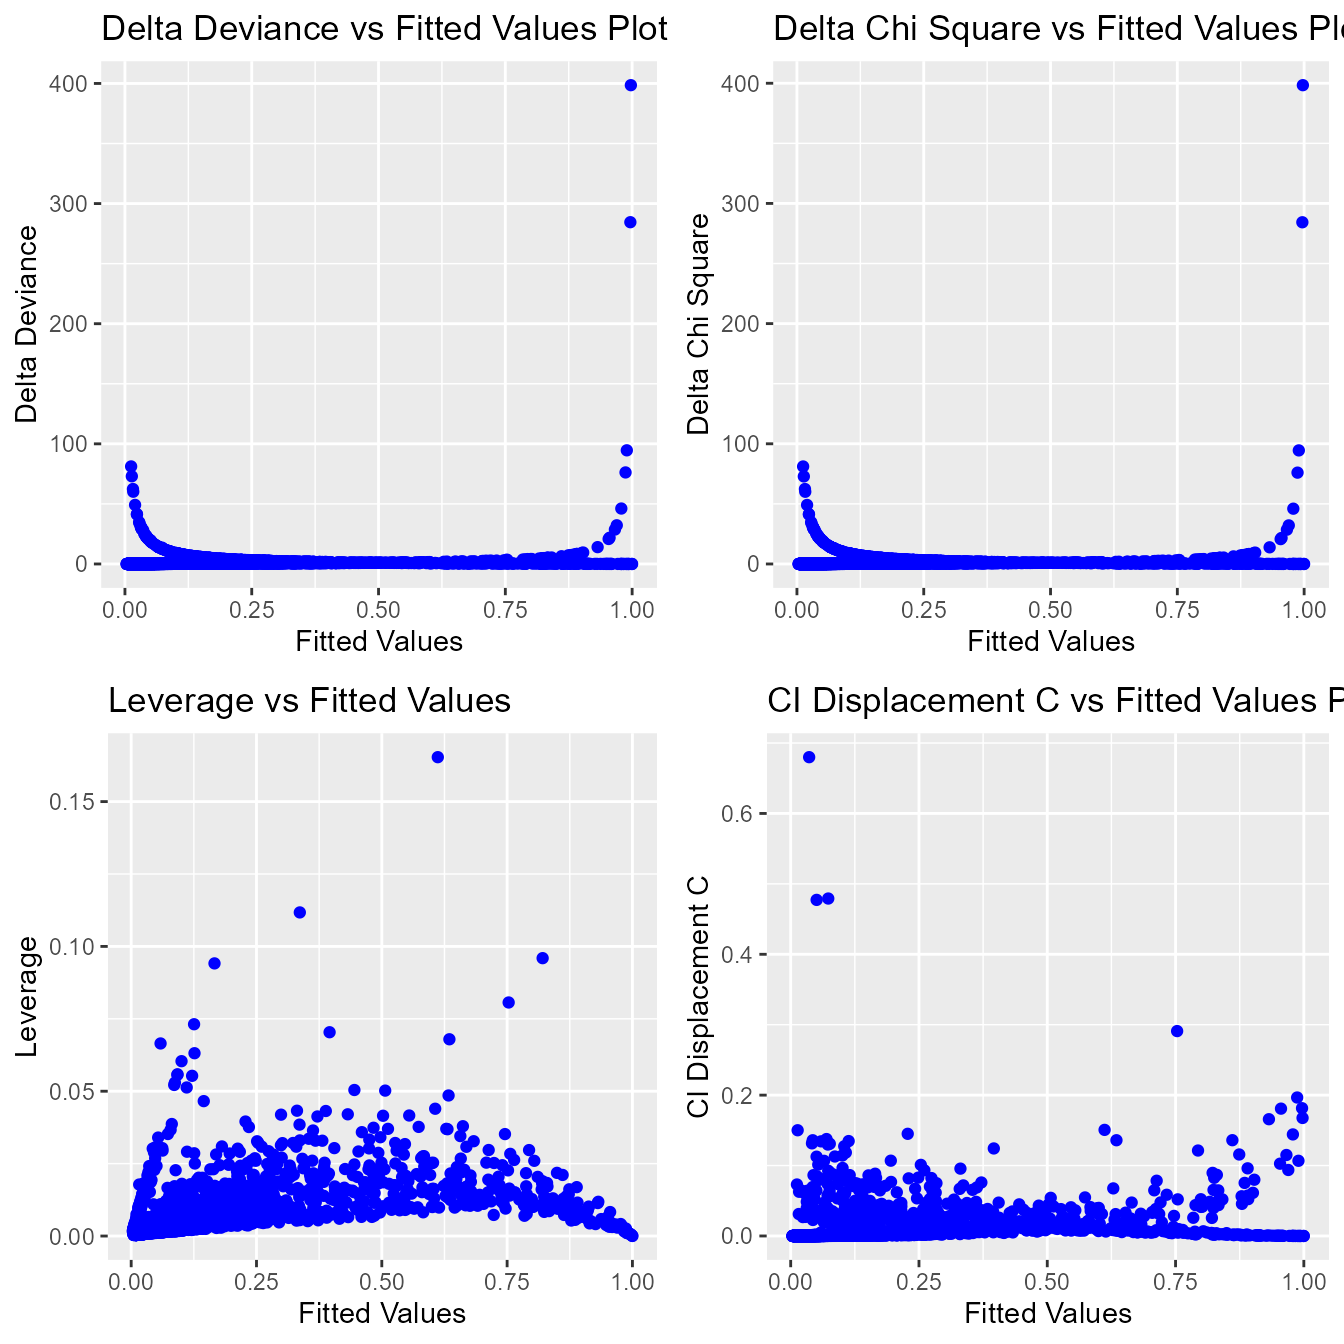 Delta Deviance vs Fitted Values Plot
400
300
200
100
0
Delta Deviance
0.00 0.25 0.50 0.75 1.00
Fitted Values
Delta Chi Square vs Fitted Values Pl
400
300
200
100
0
Delta Chi Square
0.00 0.25 0.50 0.75 1.00
Fitted Values
Leverage vs Fitted Values
0.15
0.10
0.05
0.00
Leverage
0.00 0.25 0.50 0.75 1.00
Fitted Values
CI Displacement C vs Fitted Values P
0.6
0.4
0.2
0.0
CI Displacement C
0.00 0.25 0.50 0.75 1.00
Fitted Values